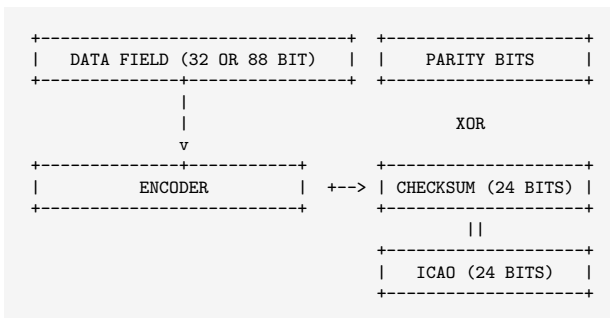 +--------------------------------+  +--------------------+
|   DATA FIELD (32 OR 88 BIT)   |  |    PARITY BITS     |
+--------------+-----------------+  +--------------------+
               |
               |                           XOR
               v
+--------------+------------+       +--------------------+
|          ENCODER          |  +--> | CHECKSUM (24 BITS) |
+---------------------------+       +--------------------+
                                             ||
                                    +--------------------+
                                    |   ICAO (24 BITS)   |
                                    +--------------------+